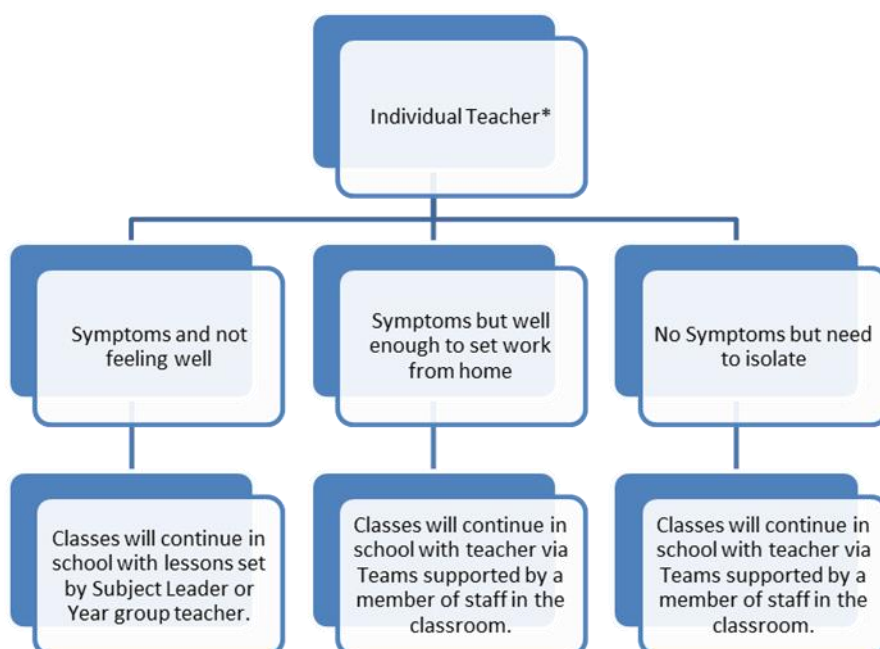 Individual Teacher*
Symptoms and not
feeling well
Symptoms but well
enough to set work
from home
No Symptoms but need
to isolate
Classes will continue in
school with lessons set
by Subject Leader or
Year group teacher.
Classes will continue in
school with teacher via
Teams supported by a
member of staff in the
classroom.
Classes will continue in
school with teacher via
Teams supported by a
member of staff in the
classroom.